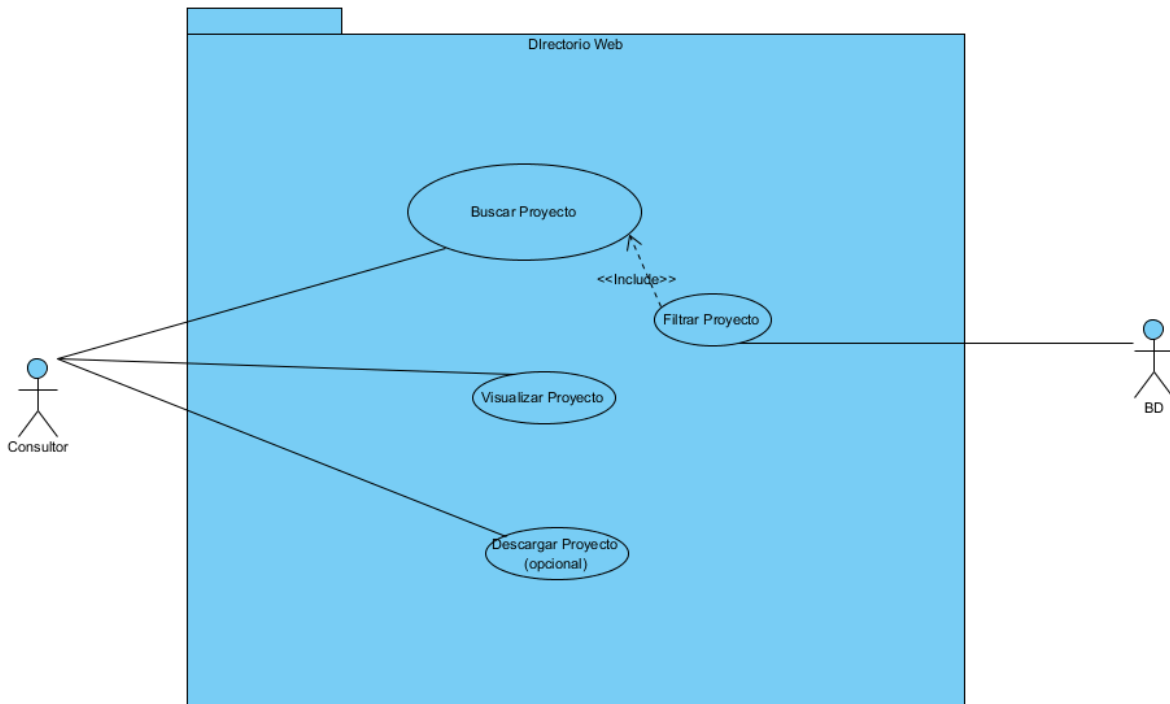 DIrectorio Web
Buscar Proyecto
<<Include>>
Filtrar Proyecto
Visualizar Proyecto
Consultor
BD
Descargar Proyecto
(opcional)